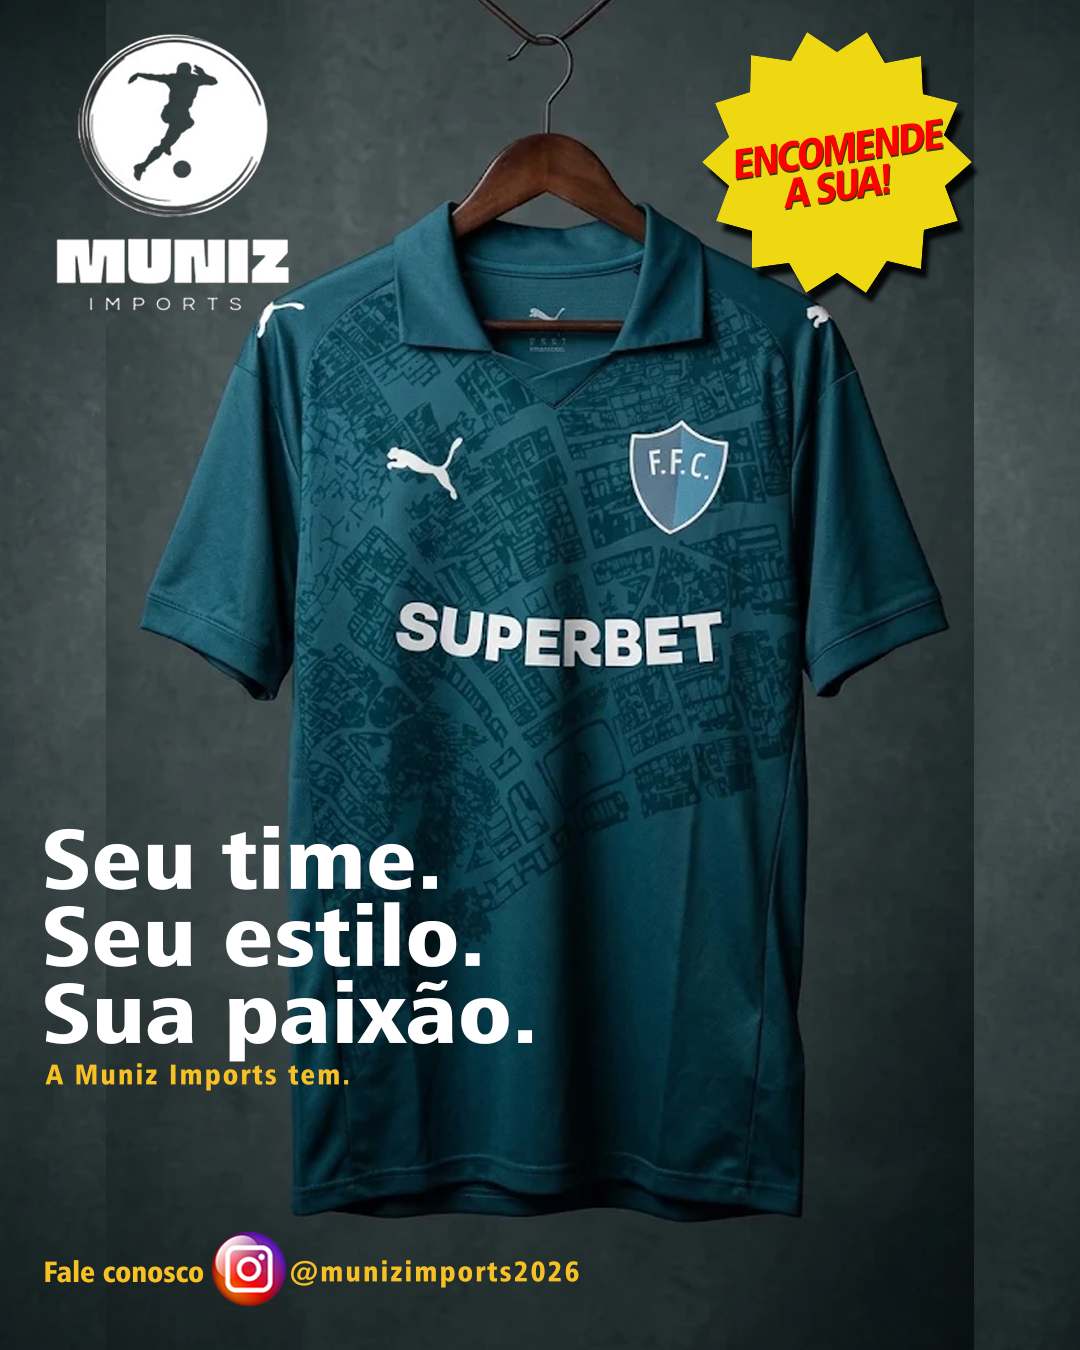 MUNIZ
IMPORTS
ENCOMENDE
A SUA!
F.F.C.
SUPERBET
Seu time.
Seu estilo.
Sua paixão.
A Muniz Imports tem.
Fale conosco @munizimports2026